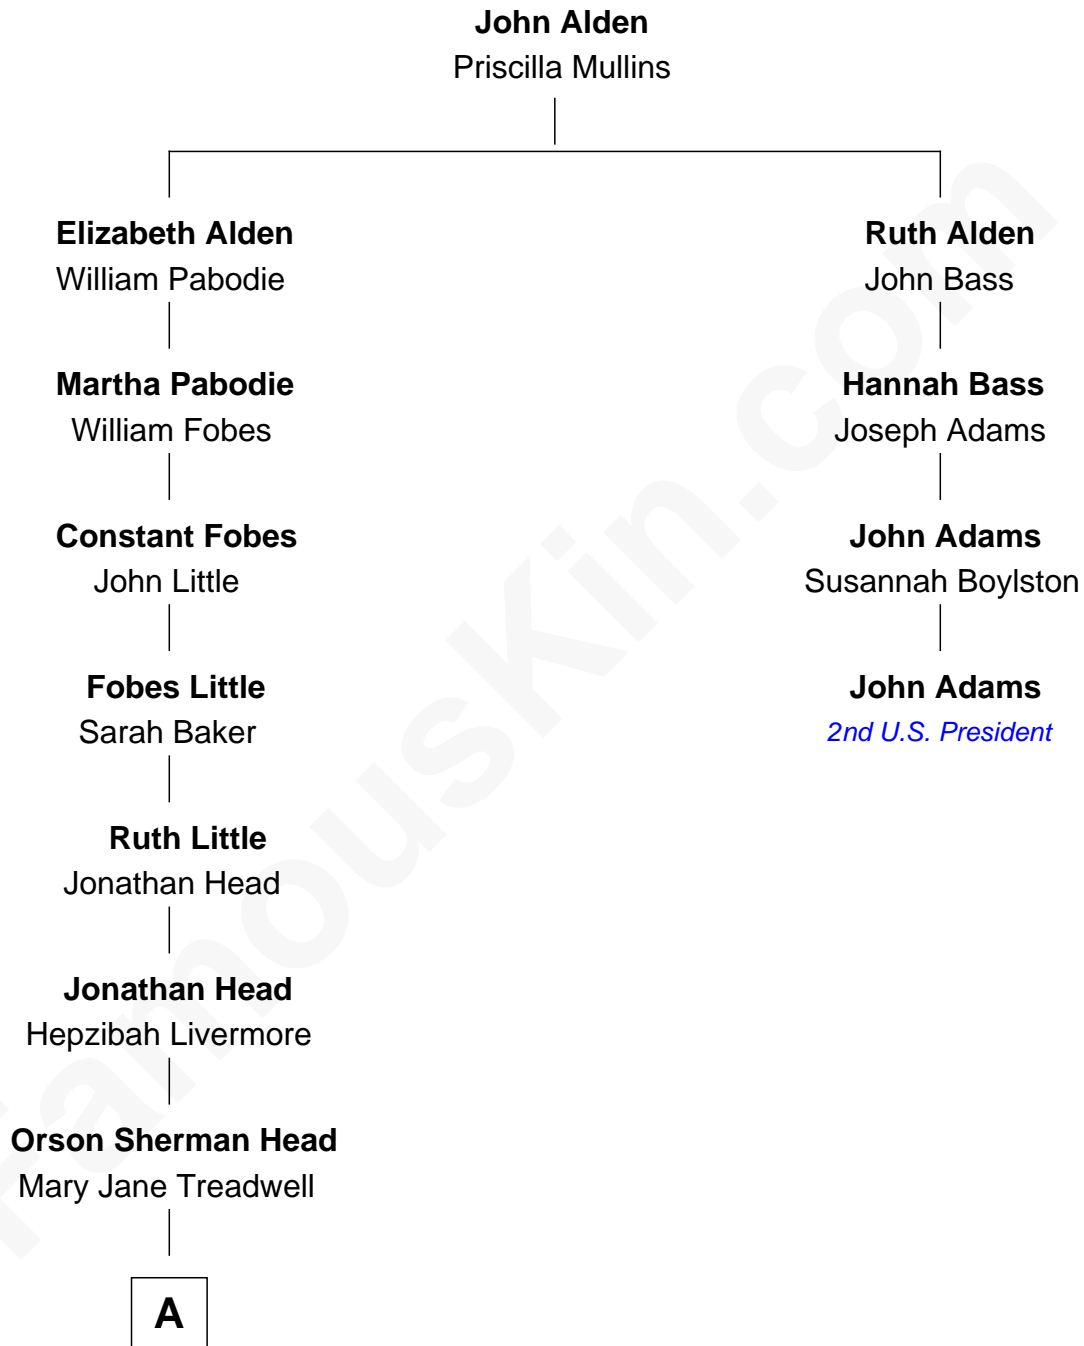 John Alden
Priscilla Mullins
Elizabeth Alden
William Pabodie
Martha Pabodie
William Fobes
Constant Fobes
John Little
Fobes Little
Sarah Baker
Ruth Little
Jonathan Head
Jonathan Head
Hepzibah Livermore
Orson Sherman Head
Mary Jane Treadwell
A
Ruth Alden
John Bass
Hannah Bass
Joseph Adams
John Adams
Susannah Boylston
John Adams
2nd U.S. President
FamousKin.com